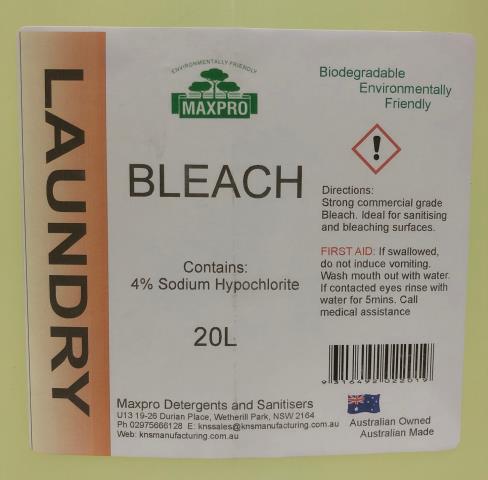 LAUNDRY
ENVIRONMENTALLY FRIENDLY
MAXPRO
BLEACH
Contains:
4% Sodium Hypochlorite
20L
Maxpro Detergents and Sanitisers
U13 19-26 Durian Place, Wetherill Park, NSW 2164
Ph 02975666128 E: knssales@knsmanufacturing.com.au
Web: knsmanufacturing.com.au
Biodegradable
Environmentally
Friendly
Directions:
Strong commercial grade
Bleach. Ideal for sanitising
and bleaching surfaces.
FIRST AID: If swallowed,
do not induce vomiting.
Wash mouth out with water.
If contacted eyes rinse with
water for 5mins. Call
medical assistance
9 316492 022019
Australian Owned
Australian Made